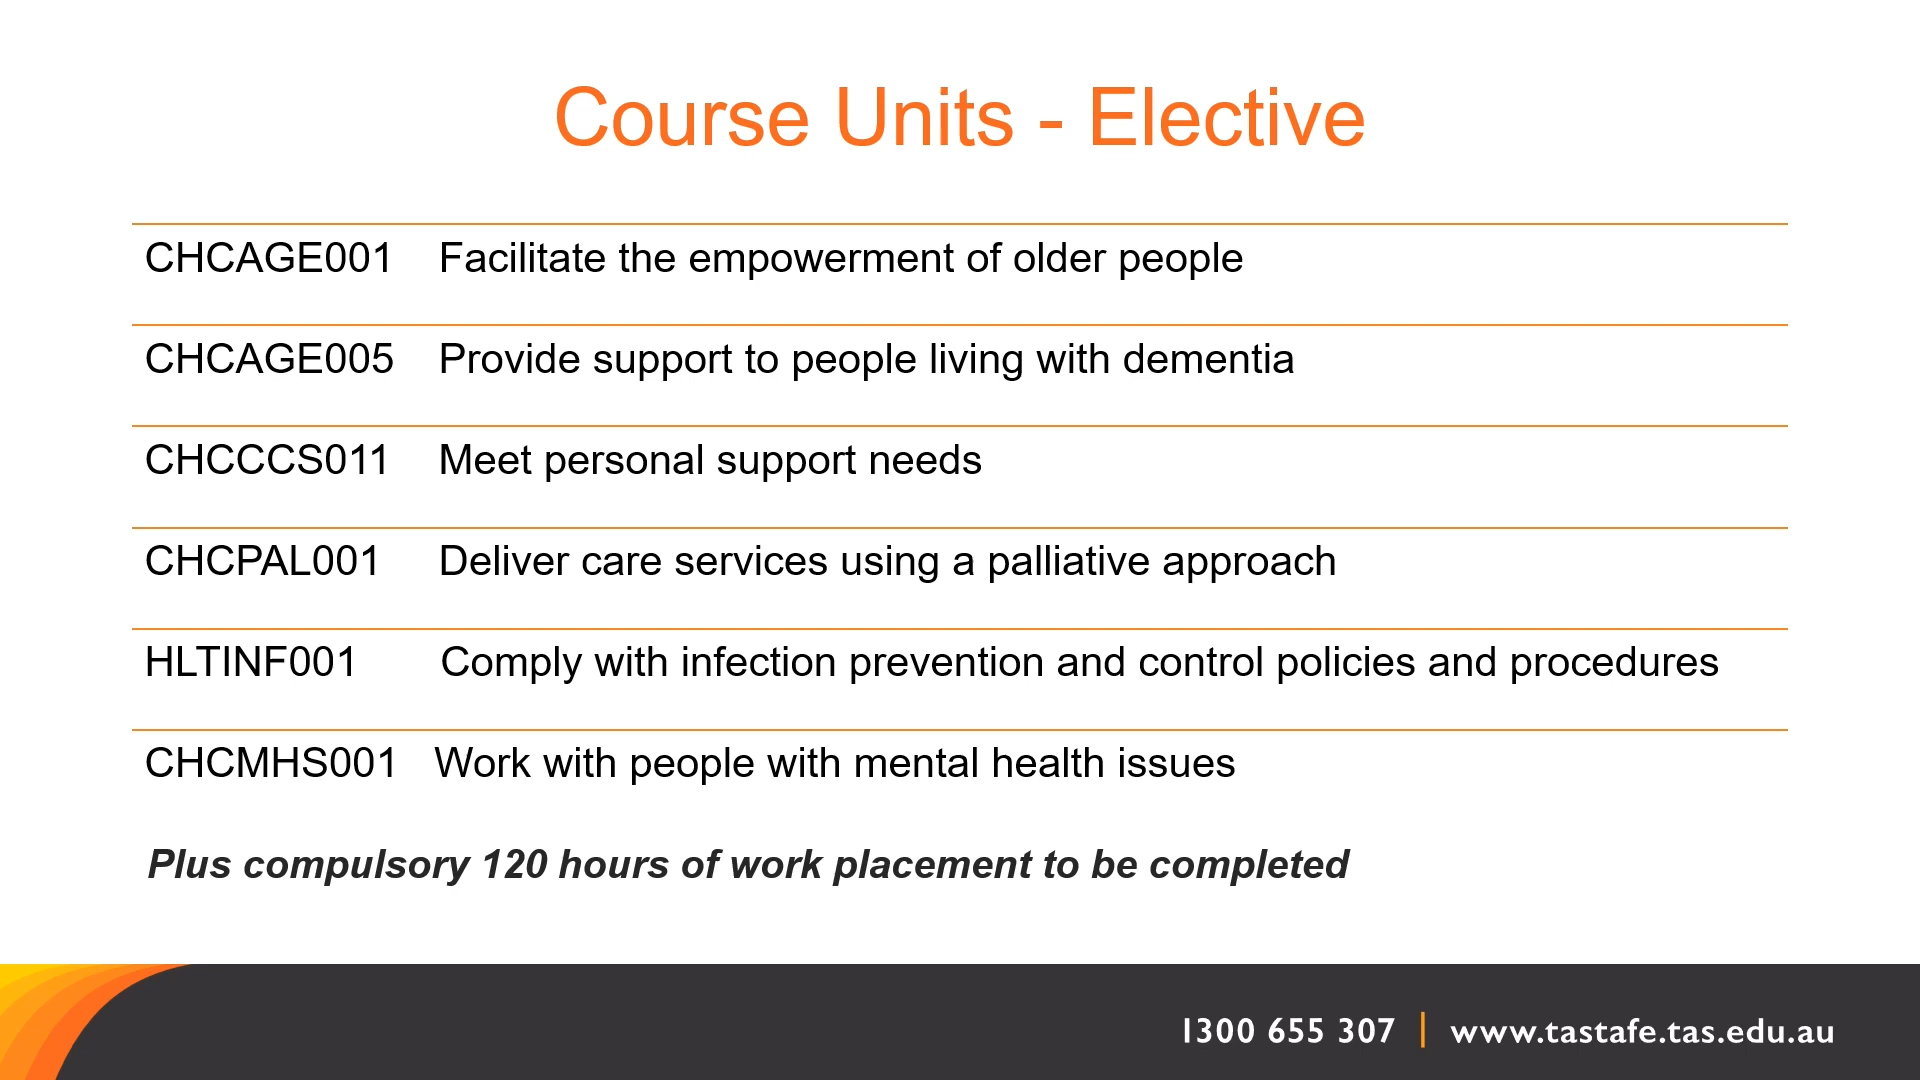 Course Units - Elective
CHCAGE001 Facilitate the empowerment of older people
CHCAGE005 Provide support to people living with dementia
CHCCCS011 Meet personal support needs
CHCPAL001 Deliver care services using a palliative approach
HLTINF001 Comply with infection prevention and control policies and procedures
CHCMHS001 Work with people with mental health issues
Plus compulsory 120 hours of work placement to be completed
1300 655 307 | www.tastafe.tas.edu.au